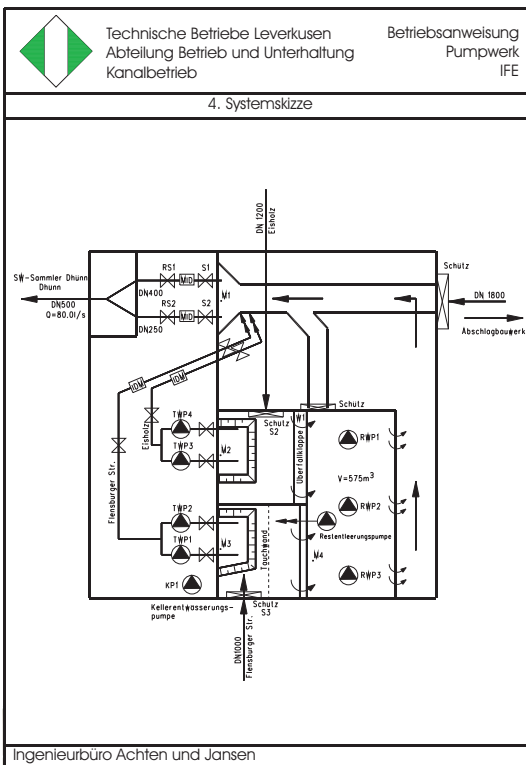 Technische Betriebe Leverkusen
Abteilung Betrieb und Unterhaltung
Kanalbetrieb
Betriebsanweisung
Pumpwerk
IFE
4. Systemskizze
DN 1200
Eisholz
SW-Sammler Dhünn
Dhunn
DN500
Q=80.0l/s
RS1
MID
S1
DN400
RS2
MID
S2
DN250
M1
Schütz
DN 1800
Abschlagbauwerk
IDM
IDM
Eisholz
Flensburger Str.
TWP4
TWP3
M2
Schütz
S2
W1
Überfallklappe
Schütz
RWP1
V=575m³
RWP2
Restentleerungspumpe
RWP3
M4
Tauchwand
TWP2
TWP1
M3
KP1
Kellerentwasserungs-
pumpe
Schütz
S3
DN1000
Flensburger Str.
Ingenieurbüro Achten und Jansen